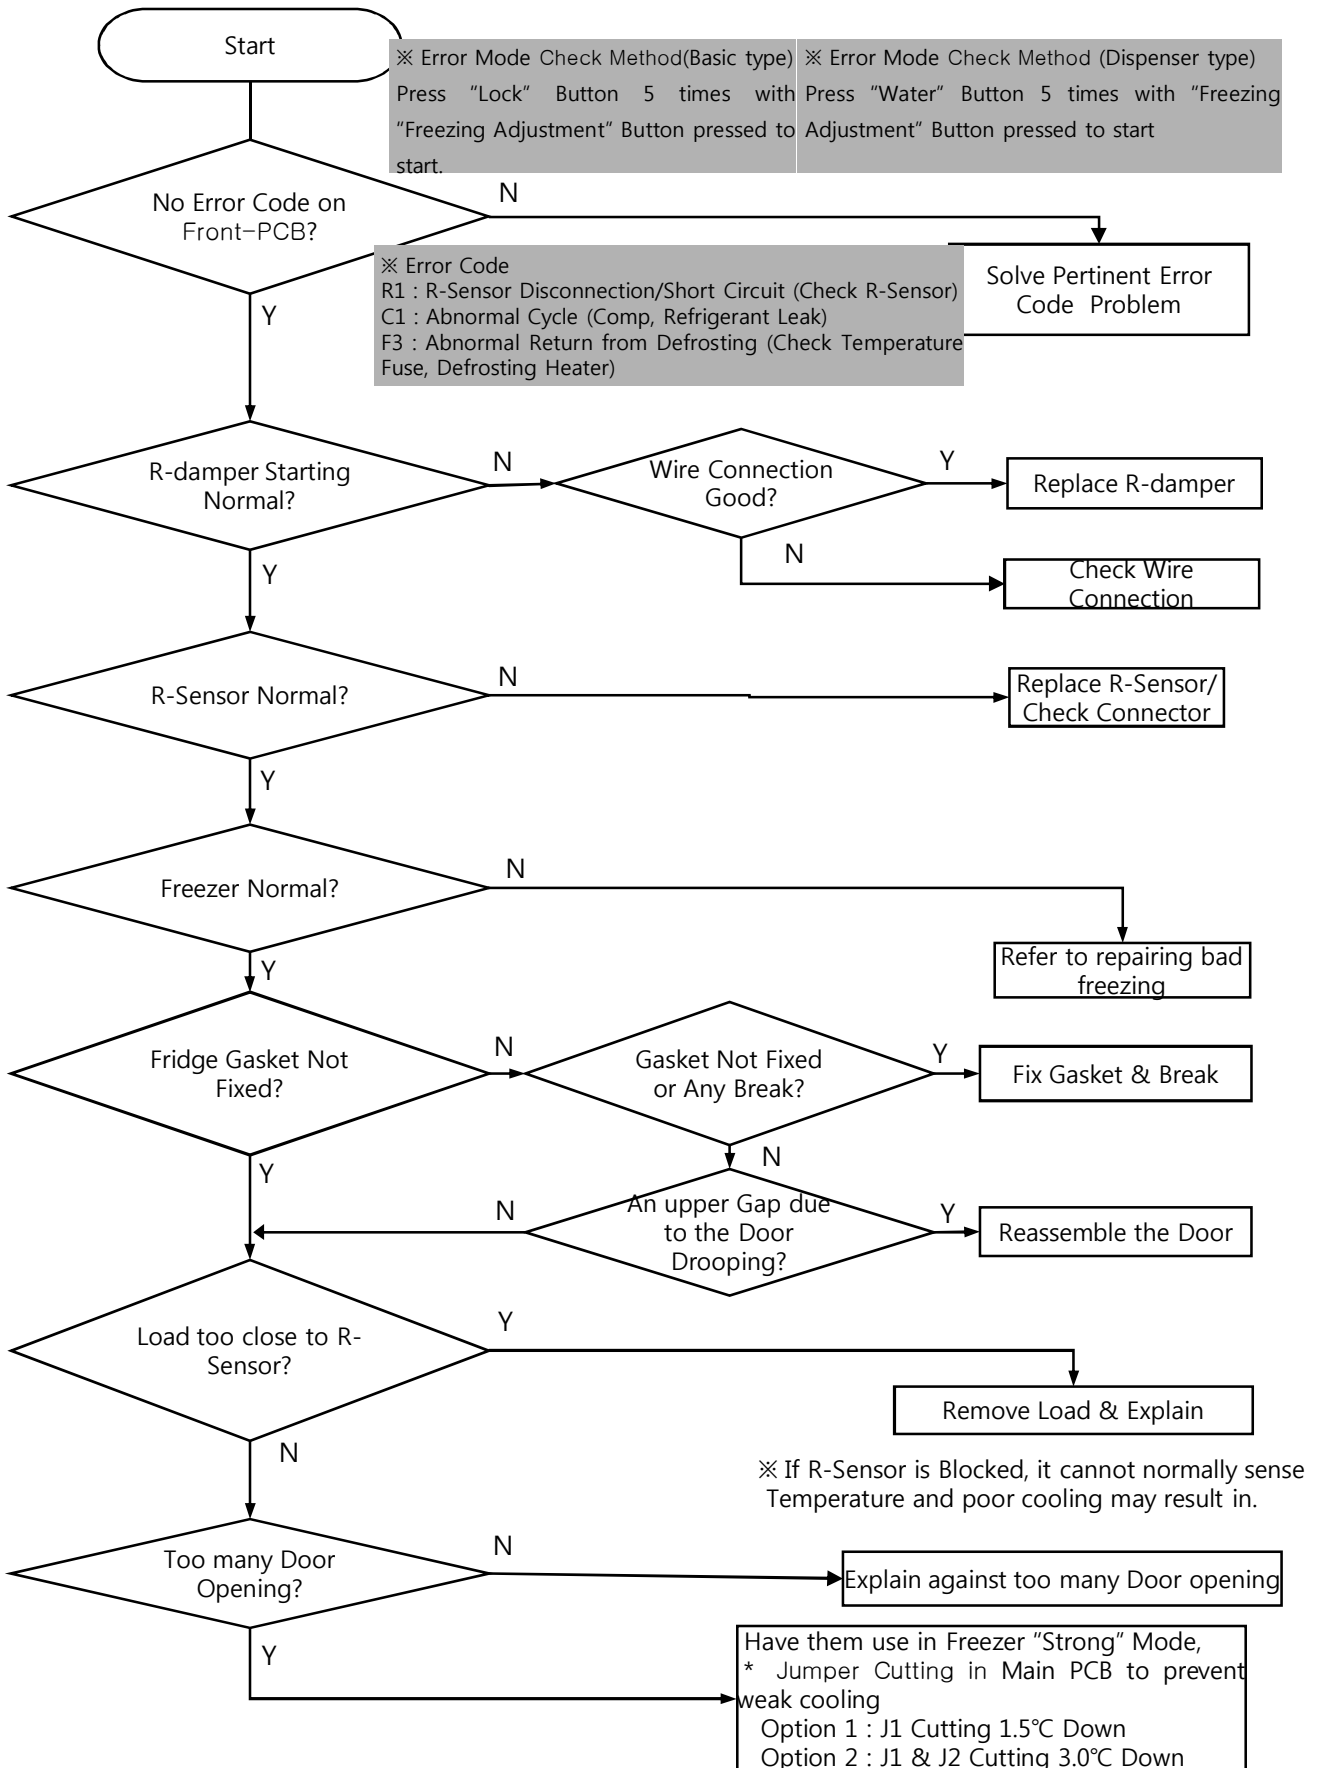 Start
※ Error Mode Check Method(Basic type)
Press “Lock” Button 5 times with
“Freezing Adjustment” Button pressed to
start.
※ Error Mode Check Method (Dispenser type)
Press “Water” Button 5 times with “Freezing
Adjustment” Button pressed to start
No Error Code on
Front-PCB?
N
Y
Solve Pertinent Error
Code Problem
※ Error Code
R1 : R-Sensor Disconnection/Short Circuit (Check R-Sensor)
C1 : Abnormal Cycle (Comp, Refrigerant Leak)
F3 : Abnormal Return from Defrosting (Check Temperature
Fuse, Defrosting Heater)
R-damper Starting
Normal?
N
Wire Connection
Good?
Y
Replace R-damper
N
Check Wire
Connection
Y
R-Sensor Normal?
N
Replace R-Sensor/
Check Connector
Y
Freezer Normal?
N
Refer to repairing bad
freezing
Y
Fridge Gasket Not
Fixed?
N
Gasket Not Fixed
or Any Break?
Y
Fix Gasket & Break
N
Y
An upper Gap due
to the Door
Drooping?
N
Y
Reassemble the Door
Load too close to R-
Sensor?
Y
Remove Load & Explain
※ If R-Sensor is Blocked, it cannot normally sense
Temperature and poor cooling may result in.
N
Too many Door
Opening?
N
Explain against too many Door opening
Y
Have them use in Freezer “Strong” Mode,
* Jumper Cutting in Main PCB to prevent
weak cooling
Option 1 : J1 Cutting 1.5℃ Down
Option 2 : J1 & J2 Cutting 3.0℃ Down